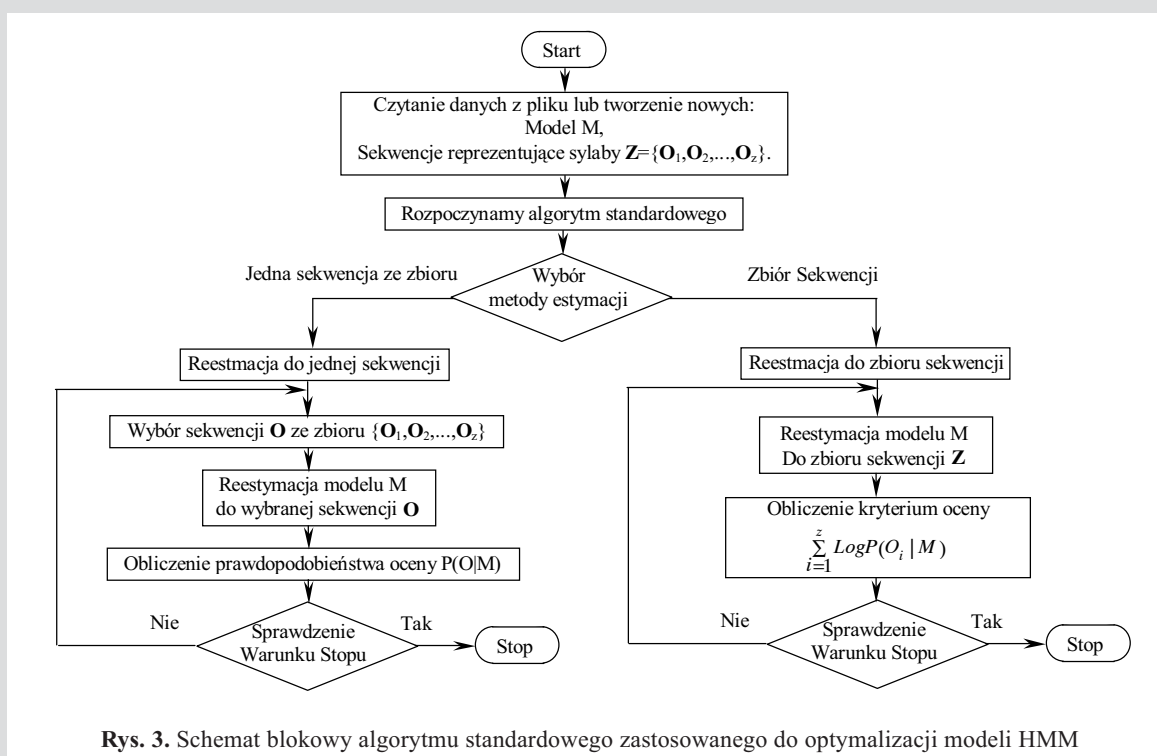 Start
Czytanie danych z pliku lub tworzenie nowych:
Model M,
Sekwencje reprezentujące sylaby Z={O₁,O₂,...,O_z}.
Rozpoczynamy algorytm standardowego
Wybór
metody estymacji
Jedna sekwencja ze zbioru
Zbiór Sekwencji
Reestmacja do jednej sekwencji
Wybór sekwencji O ze zbioru {O₁,O₂,...,O_z}
Reestymacja modelu M
do wybranej sekwencji O
Obliczenie prawdopodobieństwa oceny P(O|M)
Sprawdzenie
Warunku Stopu
Nie
Tak
Stop
Reestmacja do zbioru sekwencji
Reestymacja modelu M
Do zbioru sekwencji Z
Obliczenie kryterium oceny
∑_{i=1}^{z} LogP(O_i | M)
Sprawdzenie
Warunku Stopu
Nie
Tak
Stop
Rys. 3. Schemat blokowy algorytmu standardowego zastosowanego do optymalizacji modeli HMM